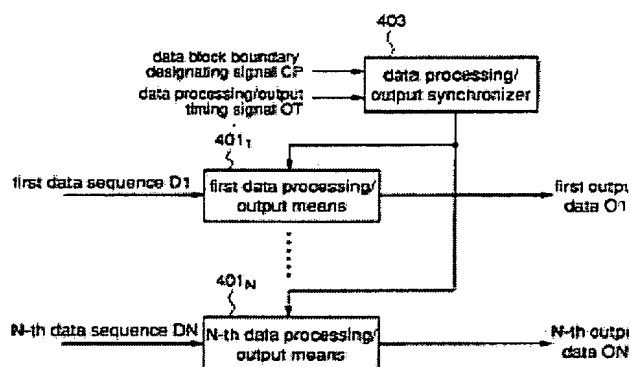 403
data block boundary
designating signal CP
data processing/output
timing signal OT
data processing/
output synchronizer
401₁
first data sequence D1
first data processing/
output means
first output
data O1
401N
N-th data sequence DN
N-th data processing/
output means
N-th output
data ON